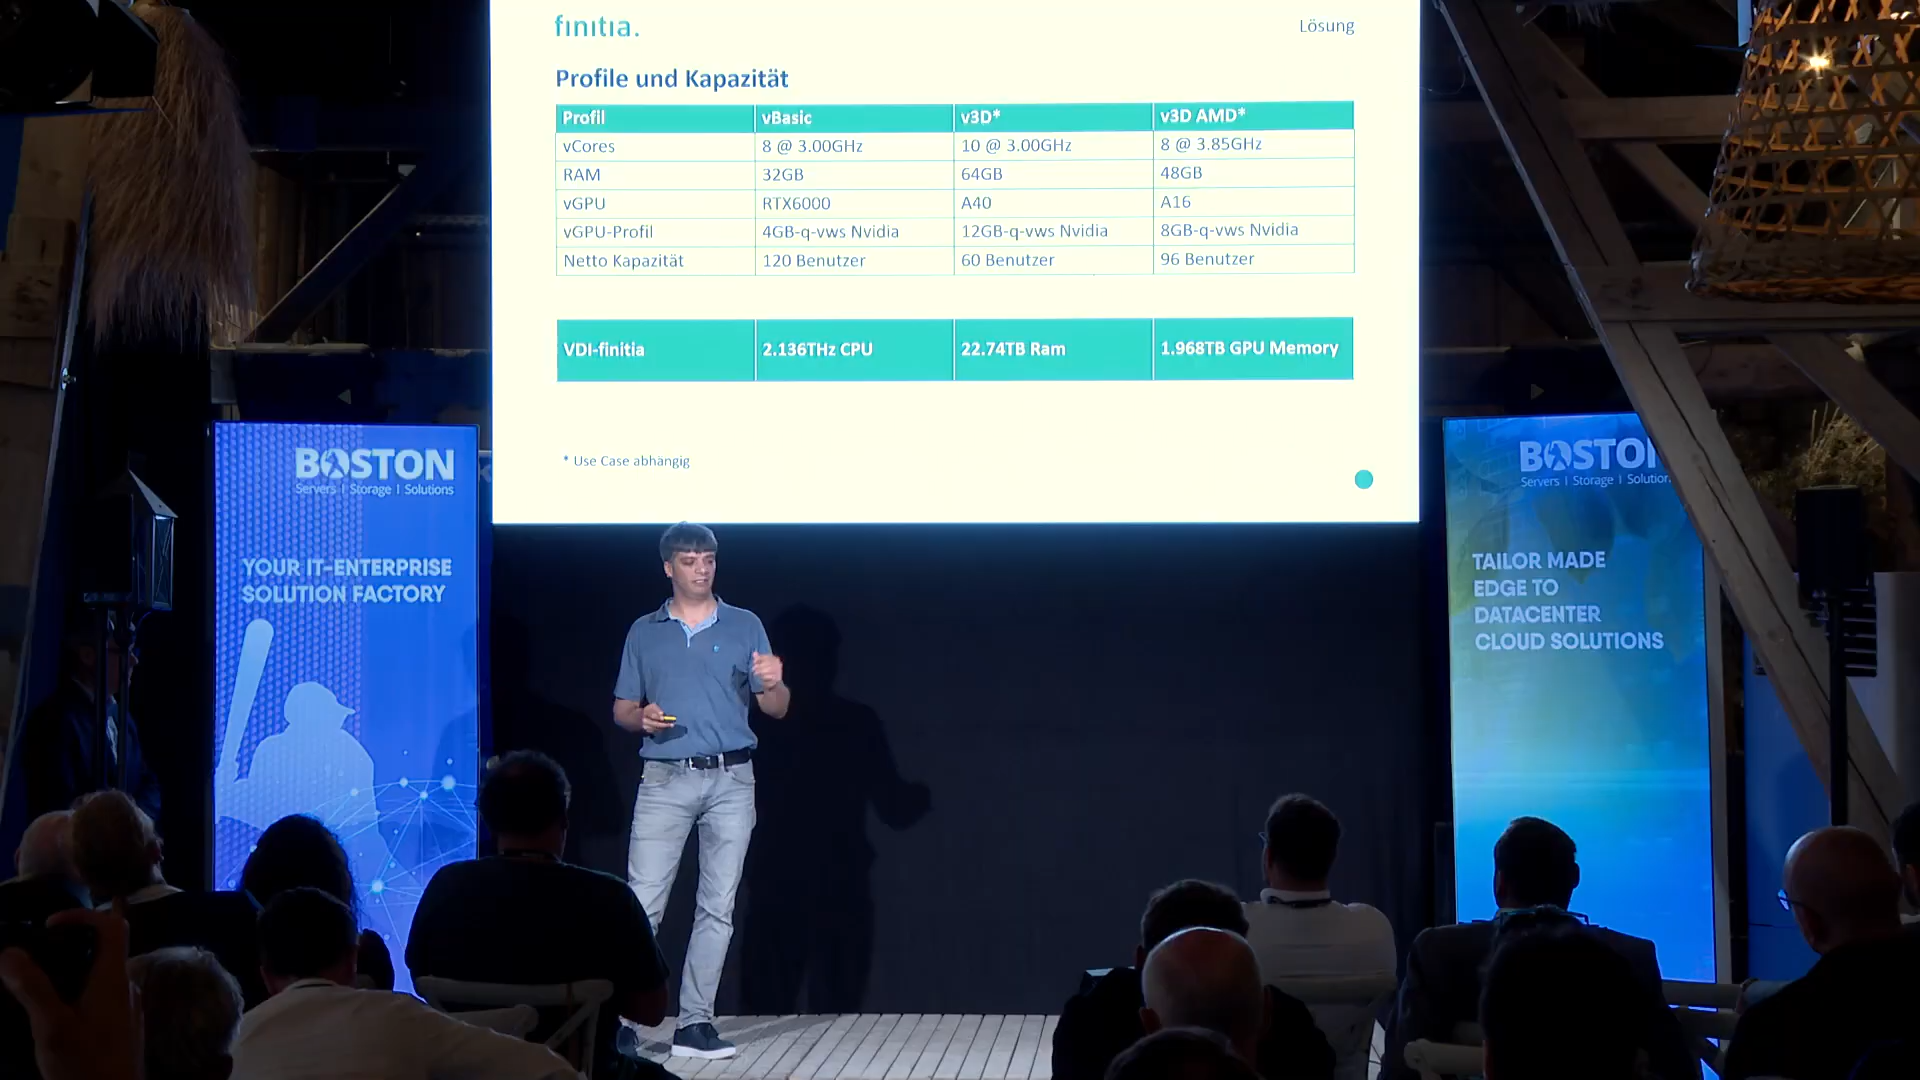 finitia.
Lösung
Profile und Kapazität
Profil vBasic v3D* v3D AMD*
vCores 8 @ 3.00GHz 10 @ 3.00GHz 8 @ 3.85GHz
RAM 32GB 64GB 48GB
vGPU RTX6000 A40 A16
vGPU-Profil 4GB-q-vws Nvidia 12GB-q-vws Nvidia 8GB-q-vws Nvidia
Netto Kapazität 120 Benutzer 60 Benutzer 96 Benutzer
VDI-finitia 2.136THz CPU 22.74TB Ram 1.968TB GPU Memory
* Use Case abhängig
BOSTON
Servers | Storage | Solutions
YOUR IT-ENTERPRISE
SOLUTION FACTORY
BOSTON
Servers | Storage | Solution
TAILOR MADE
EDGE TO
DATACENTER
CLOUD SOLUTIONS